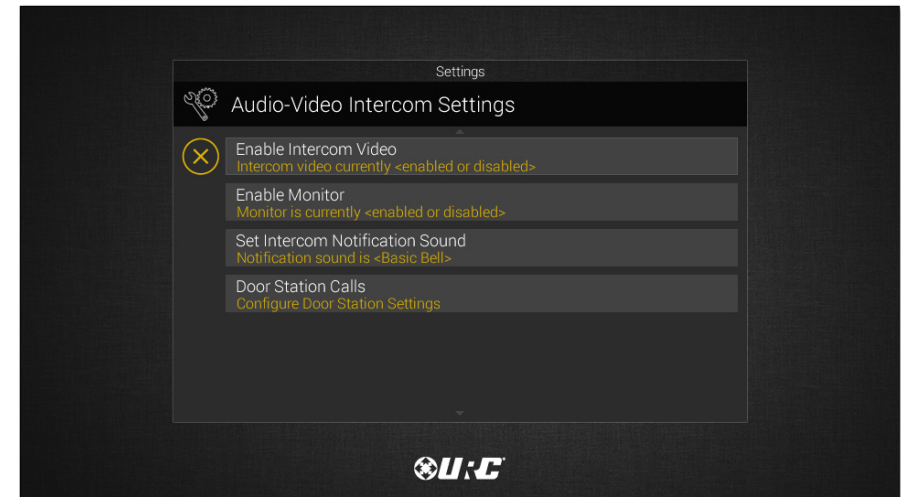 Settings
Audio-Video Intercom Settings
Enable Intercom Video
Intercom video currently <enabled or disabled>
Enable Monitor
Monitor is currently <enabled or disabled>
Set Intercom Notification Sound
Notification sound is <Basic Bell>
Door Station Calls
Configure Door Station Settings
URC